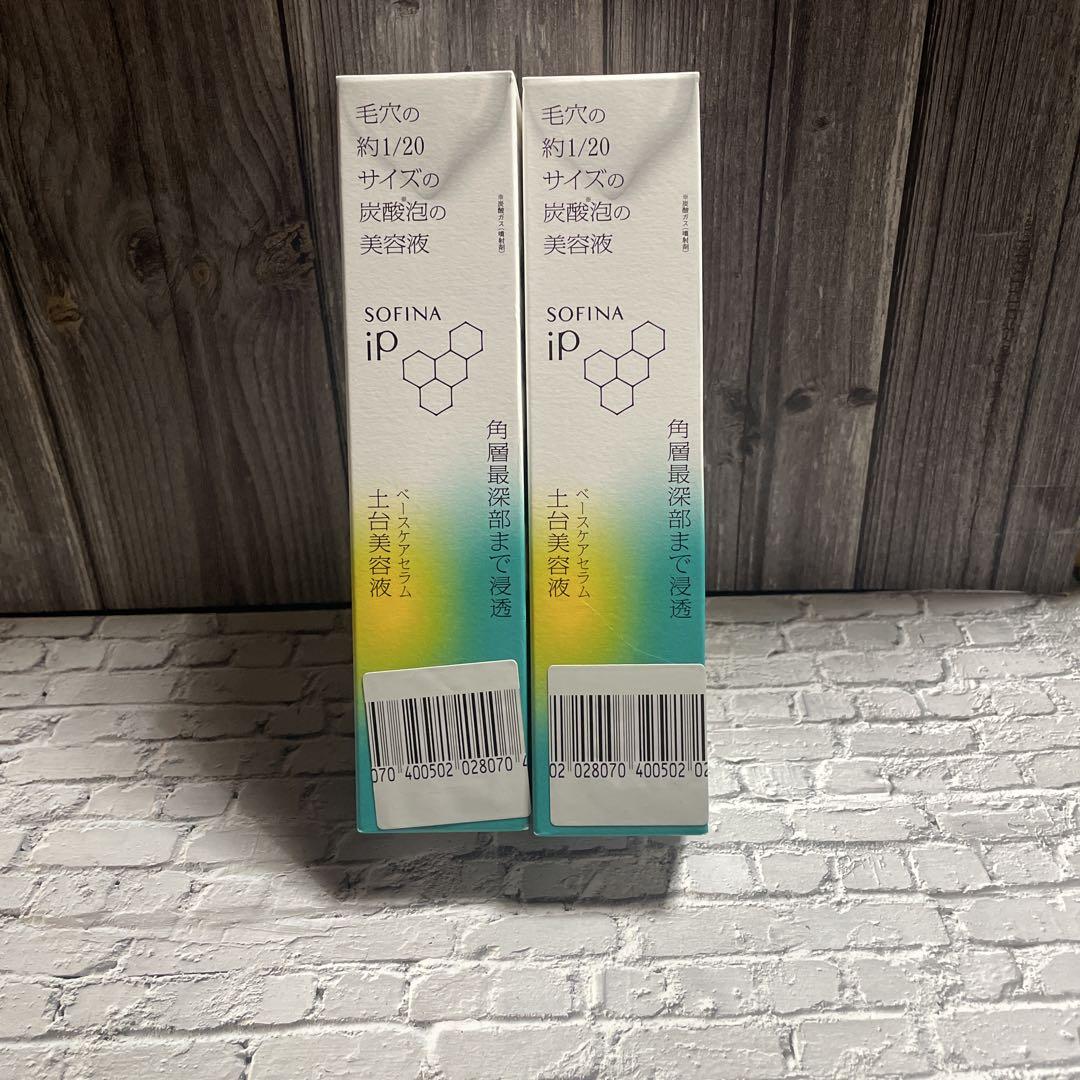 毛穴の
約1/20
サイズの
炭酸※泡の
美容液
※炭酸ガス(噴射剤)
SOFINA
iP
角層最深部まで浸透
ベースケアセラム
土台美容液
070 400502 028070 4
毛穴の
約1/20
サイズの
炭酸※泡の
美容液
※炭酸ガス(噴射剤)
SOFINA
iP
角層最深部まで浸透
ベースケアセラム
土台美容液
02 028070 400502 02